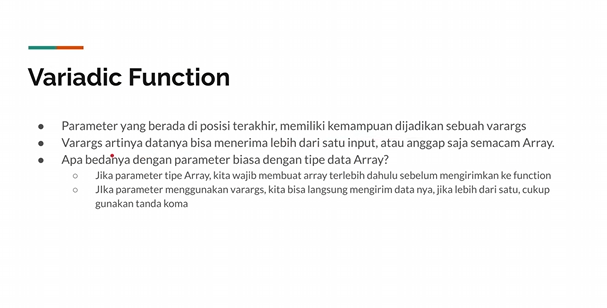 Variadic Function
● Parameter yang berada di posisi terakhir, memiliki kemampuan dijadikan sebuah varargs
● Varargs artinya datanya bisa menerima lebih dari satu input, atau anggap saja semacam Array.
● Apa bedanya dengan parameter biasa dengan tipe data Array?
○ Jika parameter tipe Array, kita wajib membuat array terlebih dahulu sebelum mengirimkan ke function
○ JIka parameter menggunakan varargs, kita bisa langsung mengirim data nya, jika lebih dari satu, cukup
gunakan tanda koma